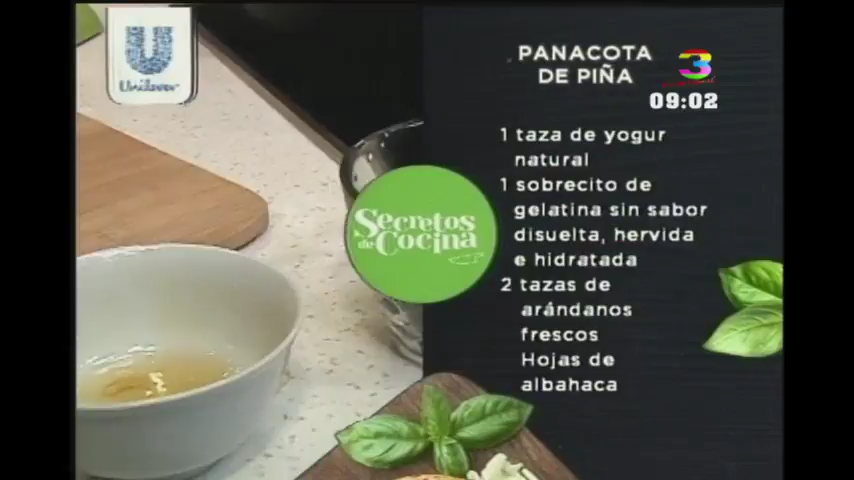 Unilever
PANACOTA
DE PIÑA
3
09:02
1 taza de yogur
natural
1 sobrecito de
gelatina sin sabor
disuelta, hervida
e hidratada
2 tazas de
arándanos
frescos
Hojas de
albahaca
Secretos
de Cocina